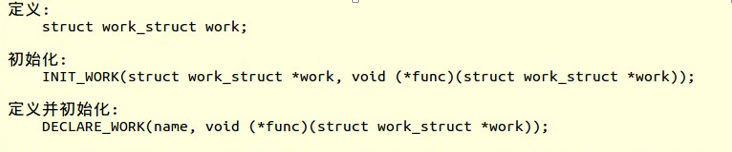 定义:
struct work_struct work;
初始化:
INIT_WORK(struct work_struct *work, void (*func)(struct work_struct *work));
定义并初始化:
DECLARE_WORK(name, void (*func)(struct work_struct *work));